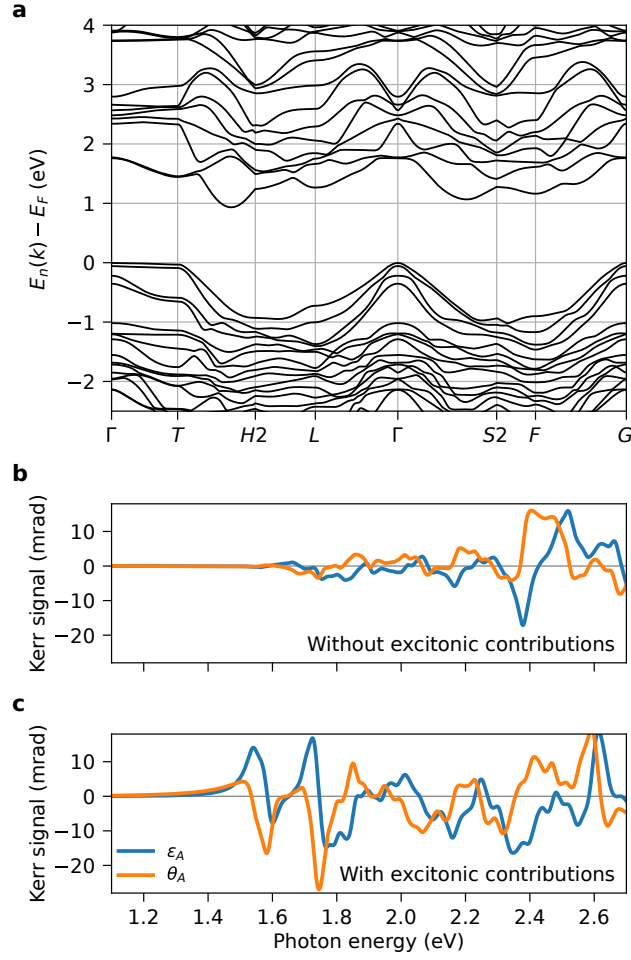 a
4
3
2
1
0
−1
−2
E_n(k) − E_F (eV)
Γ T H2 L Γ S2 F G
b
10
0
−10
−20
Kerr signal (mrad)
Without excitonic contributions
c
10
0
−10
−20
Kerr signal (mrad)
ε_A
θ_A
With excitonic contributions
1.2 1.4 1.6 1.8 2.0 2.2 2.4 2.6
Photon energy (eV)